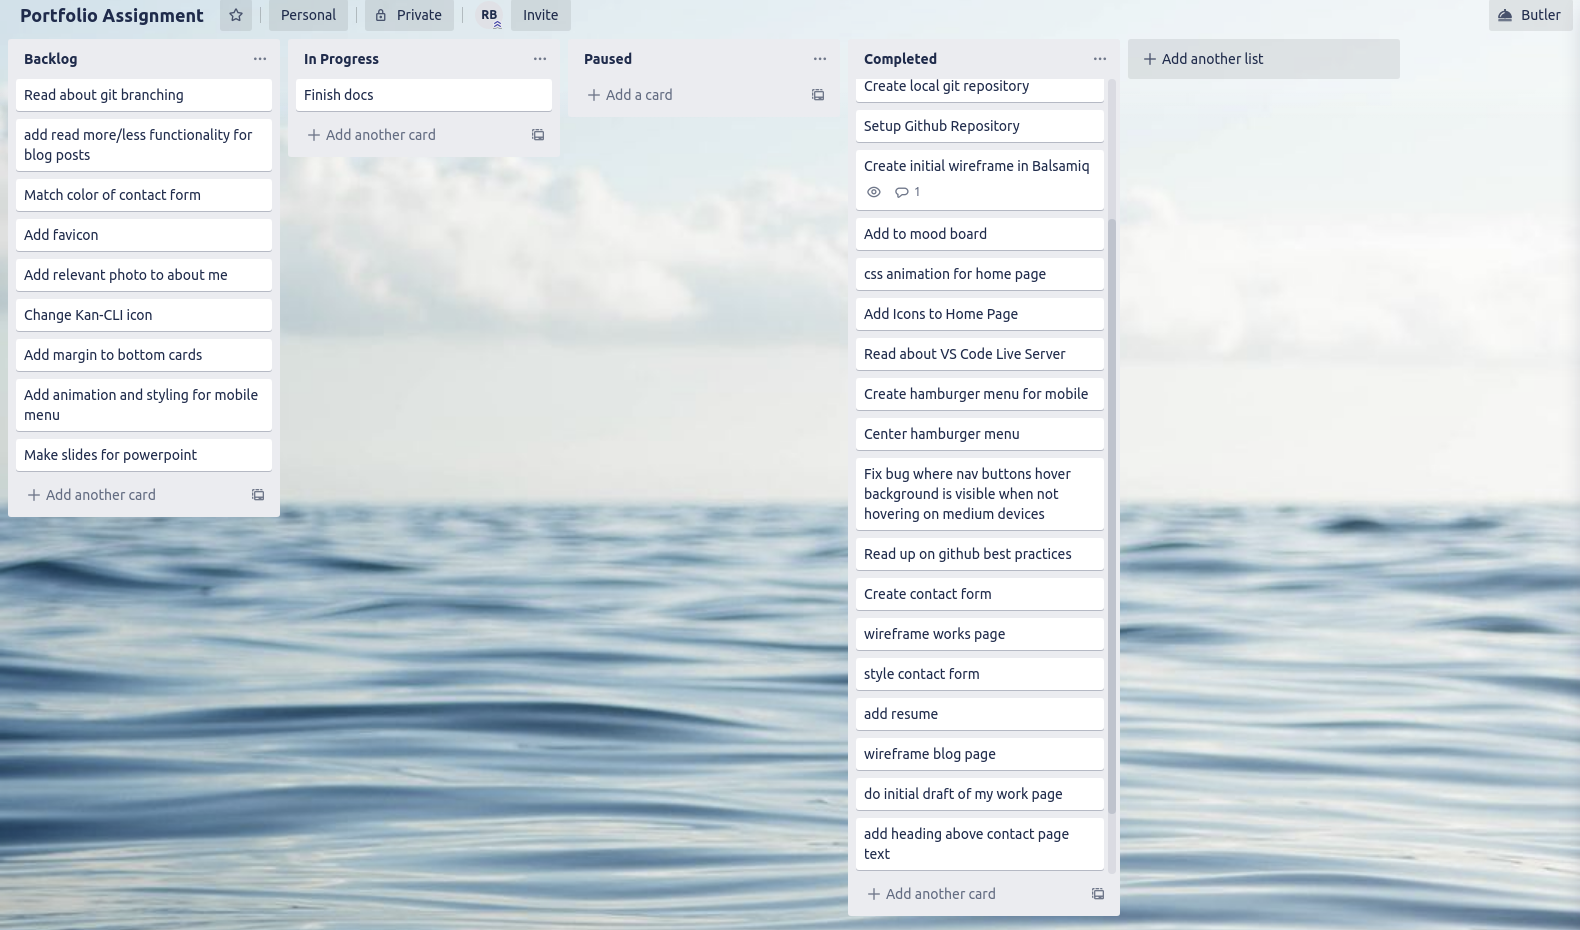 Portfolio Assignment
Personal
Private
RB
Invite
Butler
Backlog
Read about git branching
add read more/less functionality for
blog posts
Match color of contact form
Add favicon
Add relevant photo to about me
Change Kan-CLI icon
Add margin to bottom cards
Add animation and styling for mobile
menu
Make slides for powerpoint
Add another card
In Progress
Finish docs
Add another card
Paused
Add a card
Completed
Create local git repository
Setup Github Repository
Create initial wireframe in Balsamiq
1
Add to mood board
css animation for home page
Add Icons to Home Page
Read about VS Code Live Server
Create hamburger menu for mobile
Center hamburger menu
Fix bug where nav buttons hover
background is visible when not
hovering on medium devices
Read up on github best practices
Create contact form
wireframe works page
style contact form
add resume
wireframe blog page
do initial draft of my work page
add heading above contact page
text
Add another card
Add another list